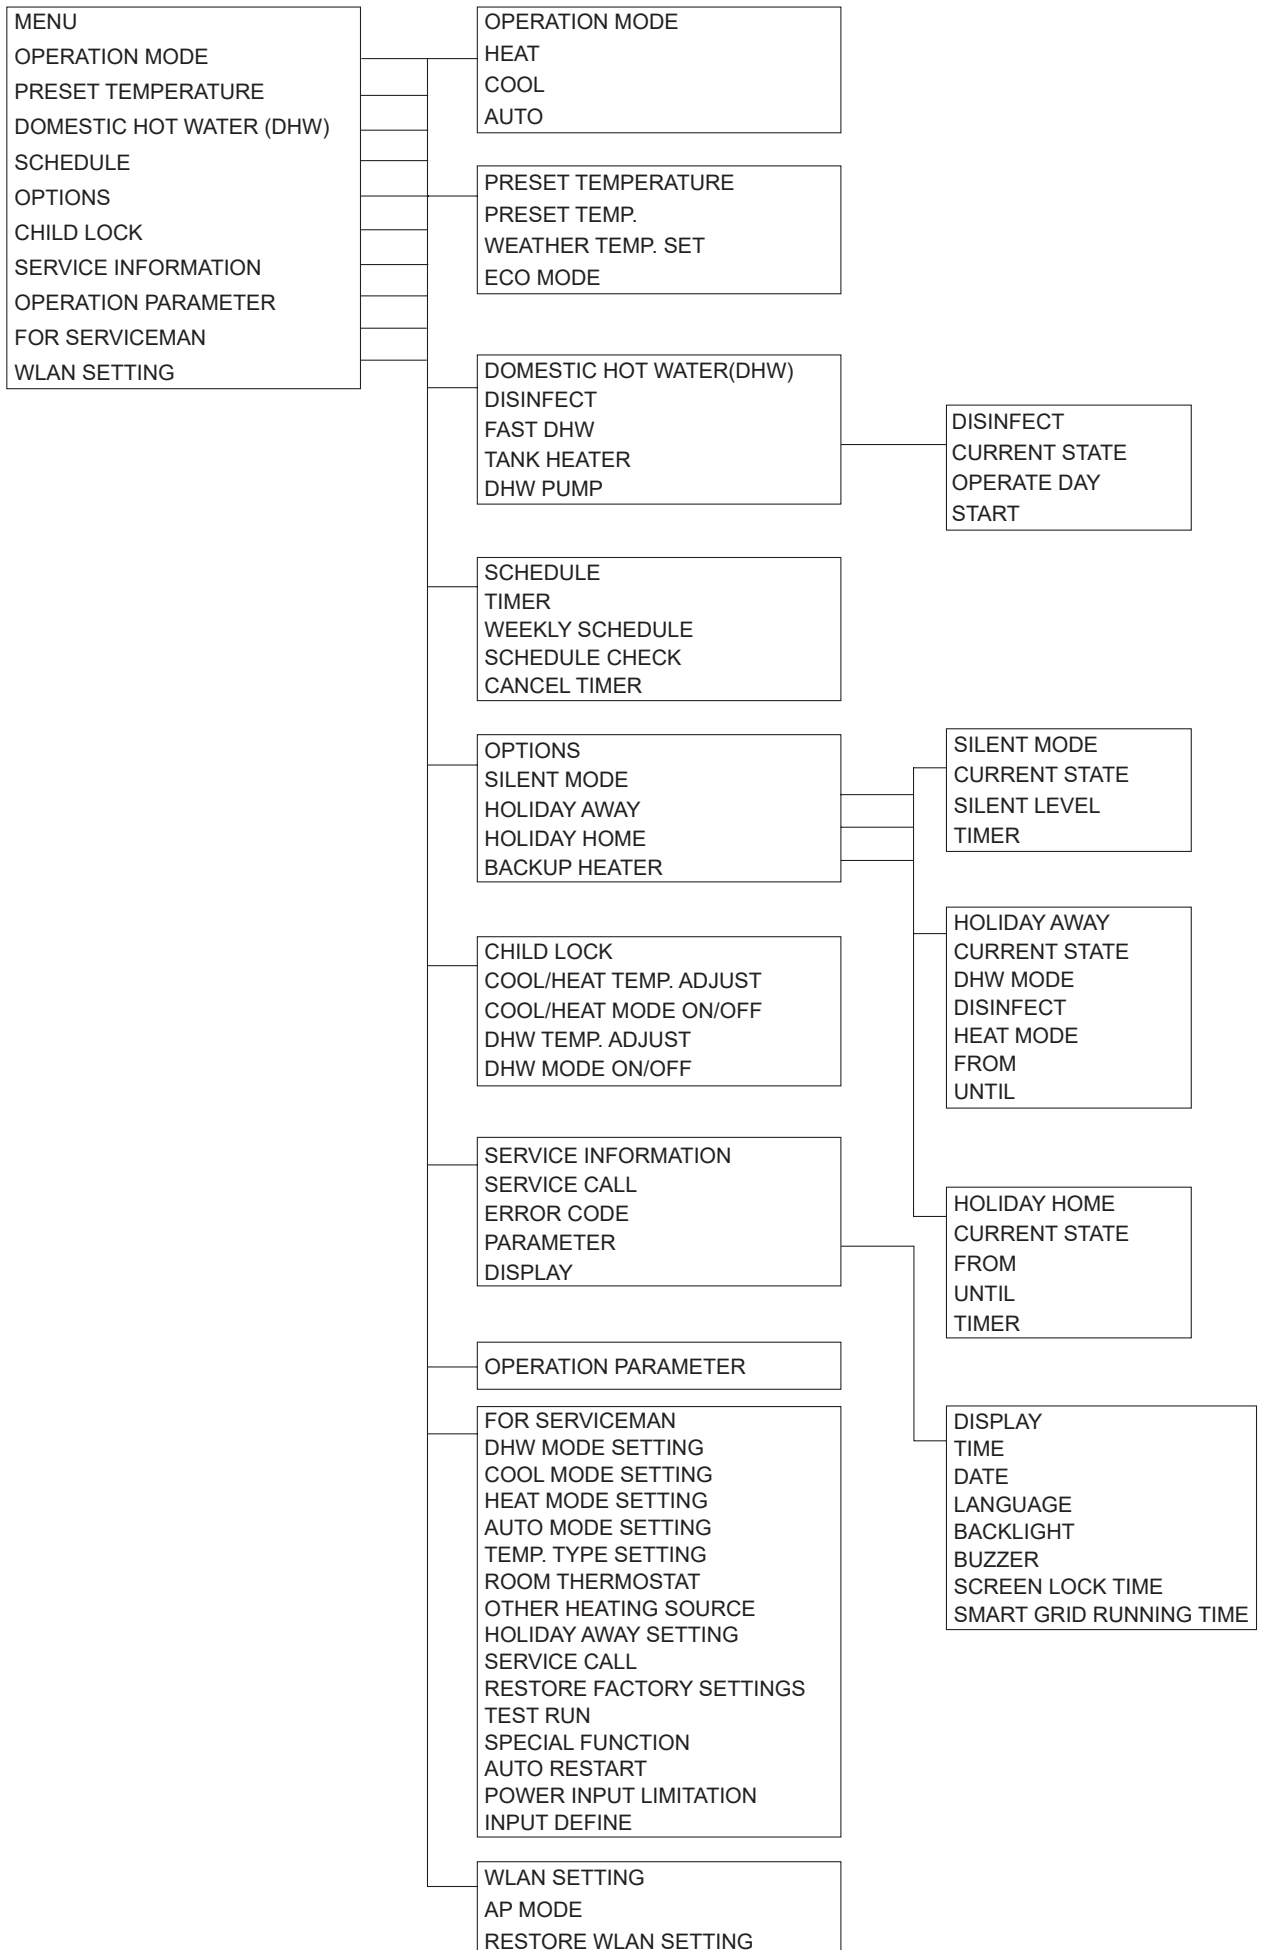 MENU
OPERATION MODE
PRESET TEMPERATURE
DOMESTIC HOT WATER (DHW)
SCHEDULE
OPTIONS
CHILD LOCK
SERVICE INFORMATION
OPERATION PARAMETER
FOR SERVICEMAN
WLAN SETTING
OPERATION MODE
HEAT
COOL
AUTO
PRESET TEMPERATURE
PRESET TEMP.
WEATHER TEMP. SET
ECO MODE
DOMESTIC HOT WATER(DHW)
DISINFECT
FAST DHW
TANK HEATER
DHW PUMP
DISINFECT
CURRENT STATE
OPERATE DAY
START
SCHEDULE
TIMER
WEEKLY SCHEDULE
SCHEDULE CHECK
CANCEL TIMER
OPTIONS
SILENT MODE
HOLIDAY AWAY
HOLIDAY HOME
BACKUP HEATER
SILENT MODE
CURRENT STATE
SILENT LEVEL
TIMER
HOLIDAY AWAY
CURRENT STATE
DHW MODE
DISINFECT
HEAT MODE
FROM
UNTIL
CHILD LOCK
COOL/HEAT TEMP. ADJUST
COOL/HEAT MODE ON/OFF
DHW TEMP. ADJUST
DHW MODE ON/OFF
SERVICE INFORMATION
SERVICE CALL
ERROR CODE
PARAMETER
DISPLAY
HOLIDAY HOME
CURRENT STATE
FROM
UNTIL
TIMER
OPERATION PARAMETER
FOR SERVICEMAN
DHW MODE SETTING
COOL MODE SETTING
HEAT MODE SETTING
AUTO MODE SETTING
TEMP. TYPE SETTING
ROOM THERMOSTAT
OTHER HEATING SOURCE
HOLIDAY AWAY SETTING
SERVICE CALL
RESTORE FACTORY SETTINGS
TEST RUN
SPECIAL FUNCTION
AUTO RESTART
POWER INPUT LIMITATION
INPUT DEFINE
DISPLAY
TIME
DATE
LANGUAGE
BACKLIGHT
BUZZER
SCREEN LOCK TIME
SMART GRID RUNNING TIME
WLAN SETTING
AP MODE
RESTORE WLAN SETTING